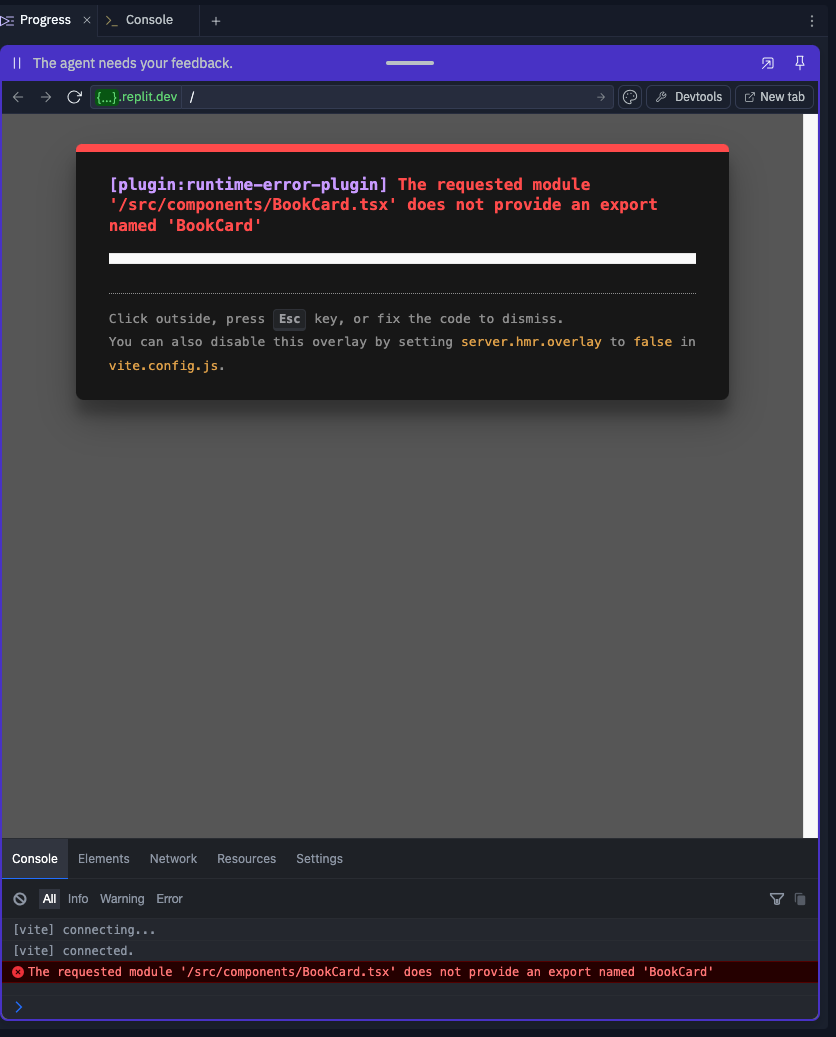 Progress
Console
The agent needs your feedback.
{...}.replit.dev /
Devtools
New tab
[plugin:runtime-error-plugin] The requested module
'/src/components/BookCard.tsx' does not provide an export
named 'BookCard'
Click outside, press Esc key, or fix the code to dismiss.
You can also disable this overlay by setting server.hmr.overlay to false in
vite.config.js.
Console Elements Network Resources Settings
All Info Warning Error
[vite] connecting...
[vite] connected.
The requested module '/src/components/BookCard.tsx' does not provide an export named 'BookCard'